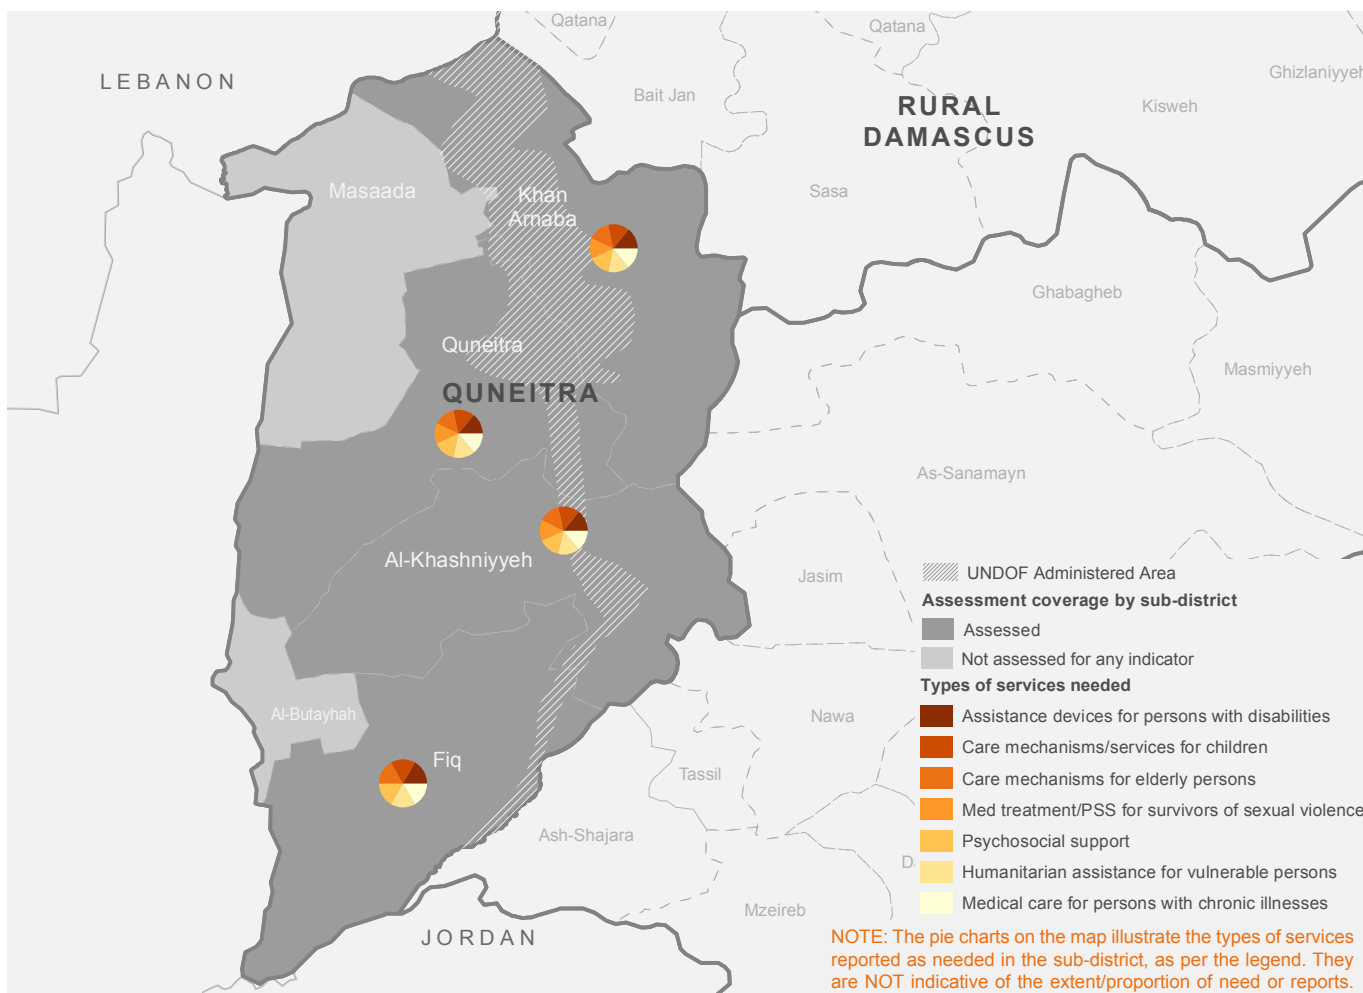 Qatana
Qatana
LEBANON
Bait Jan
Ghizlaniyyeh
RURAL
DAMASCUS
Kisweh
Masaada
Khan
Arnaba
Sasa
Ghabagheb
Quneitra
Masmiyyeh
QUNEITRA
As-Sanamayn
Al-Khashniyyeh
Jasim
UNDOF Administered Area
Assessment coverage by sub-district
Assessed
Not assessed for any indicator
Types of services needed
Al-Butayhah
Nawa
Assistance devices for persons with disabilities
Care mechanisms/services for children
Fiq
Tassil
Care mechanisms for elderly persons
Med treatment/PSS for survivors of sexual violence
Ash-Shajara
Psychosocial support
D
Humanitarian assistance for vulnerable persons
Mzeireb
Medical care for persons with chronic illnesses
JORDAN
NOTE: The pie charts on the map illustrate the types of services
reported as needed in the sub-district, as per the legend. They
are NOT indicative of the extent/proportion of need or reports.